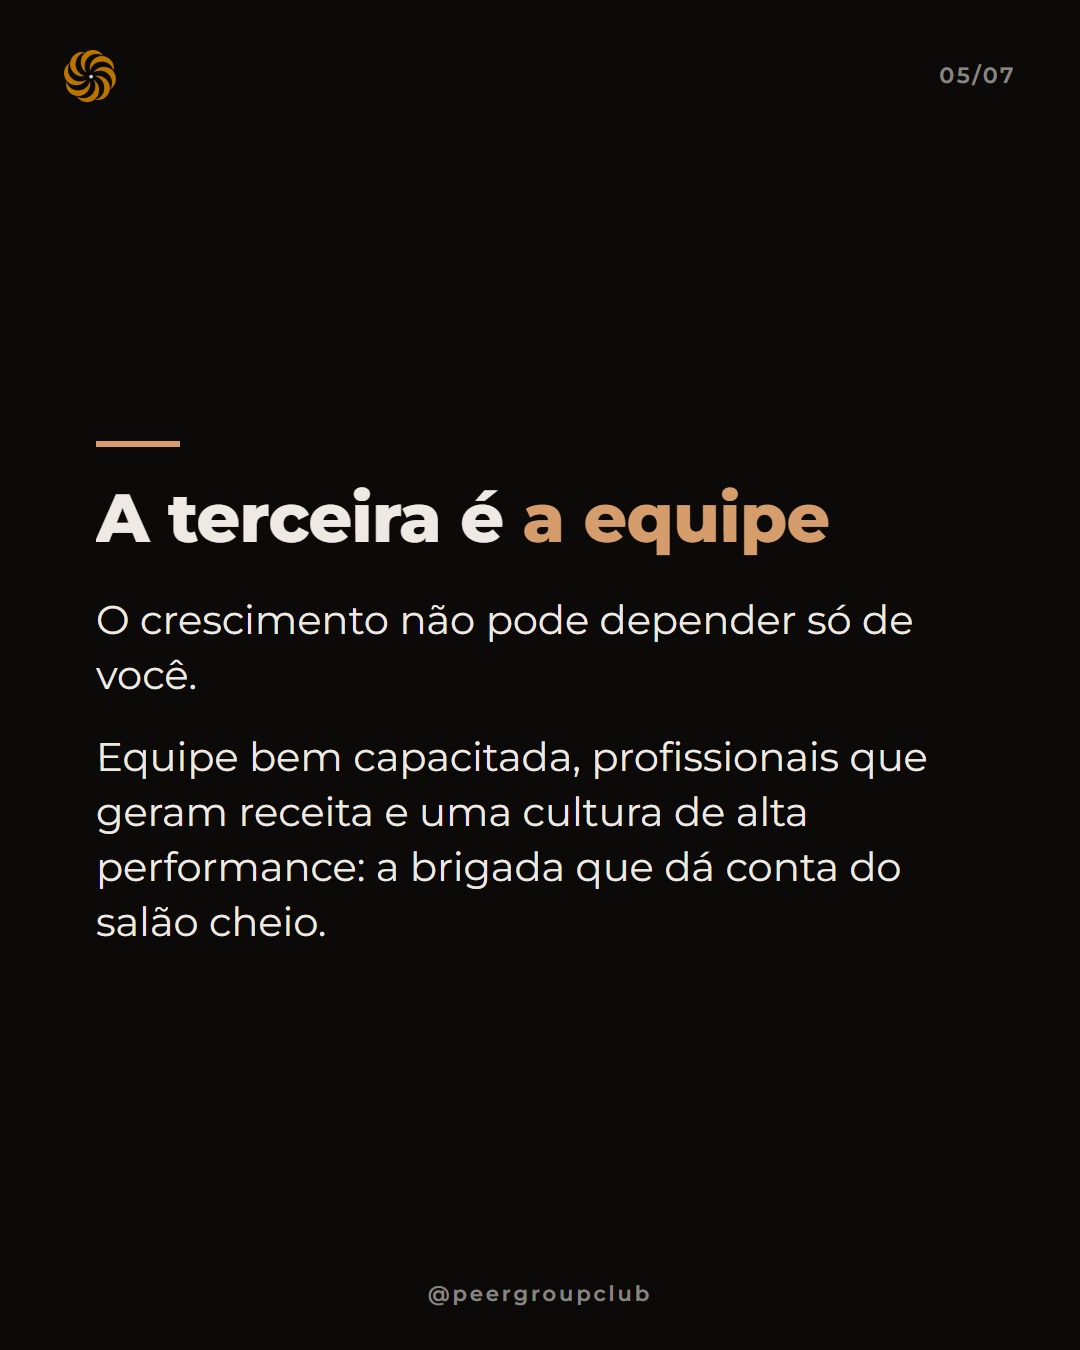 05/07
A terceira é a equipe
O crescimento não pode depender só de
você.
Equipe bem capacitada, profissionais que
geram receita e uma cultura de alta
performance: a brigada que dá conta do
salão cheio.
@peergroupclub